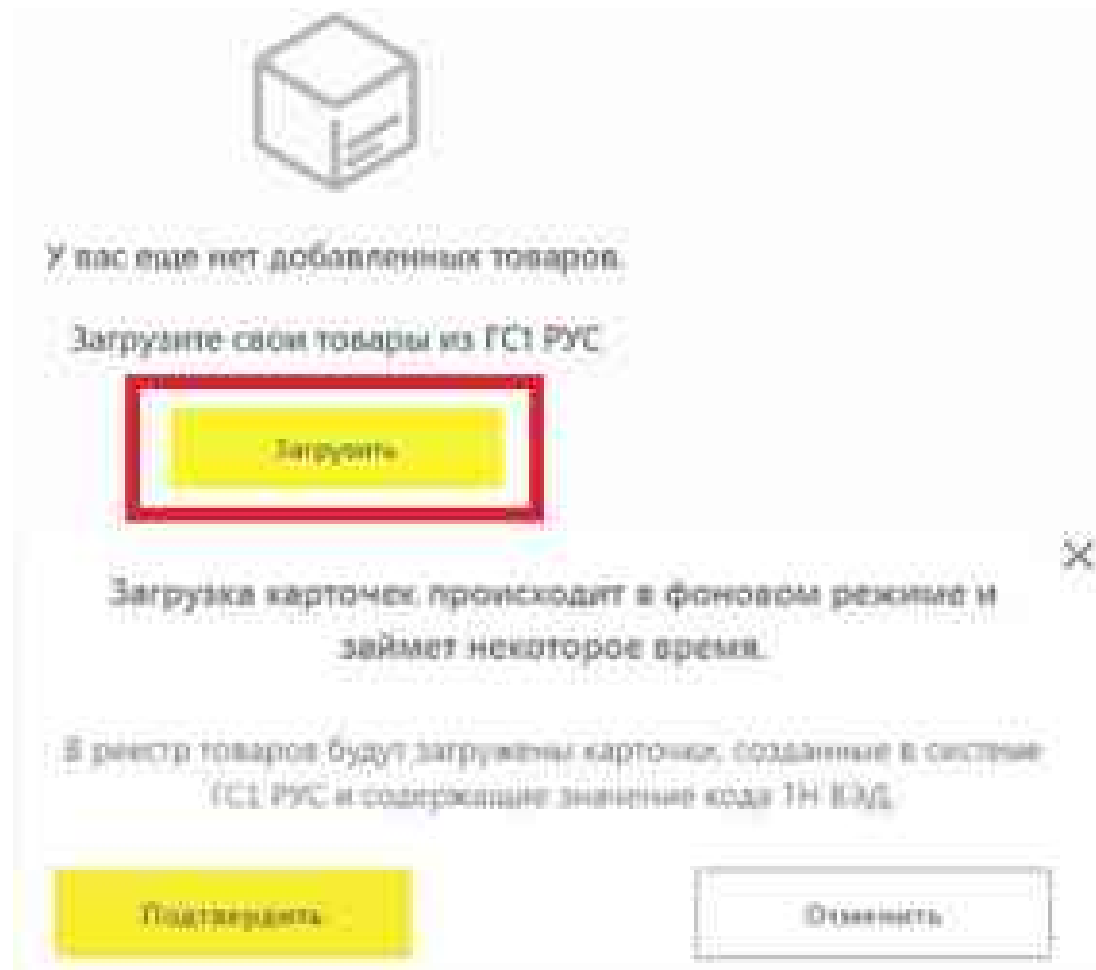 У вас еще нет добавленных товаров.
Загрузите свои товары из ГС1 РУС
Загрузить
Загрузка карточек происходит в фоновом режиме и
займет некоторое время.
В реестр товаров будут загружены карточки, созданные в системе
ГС1 РУС и содержащие значение кода ТН ВЭД.
Подтвердить
Отменить